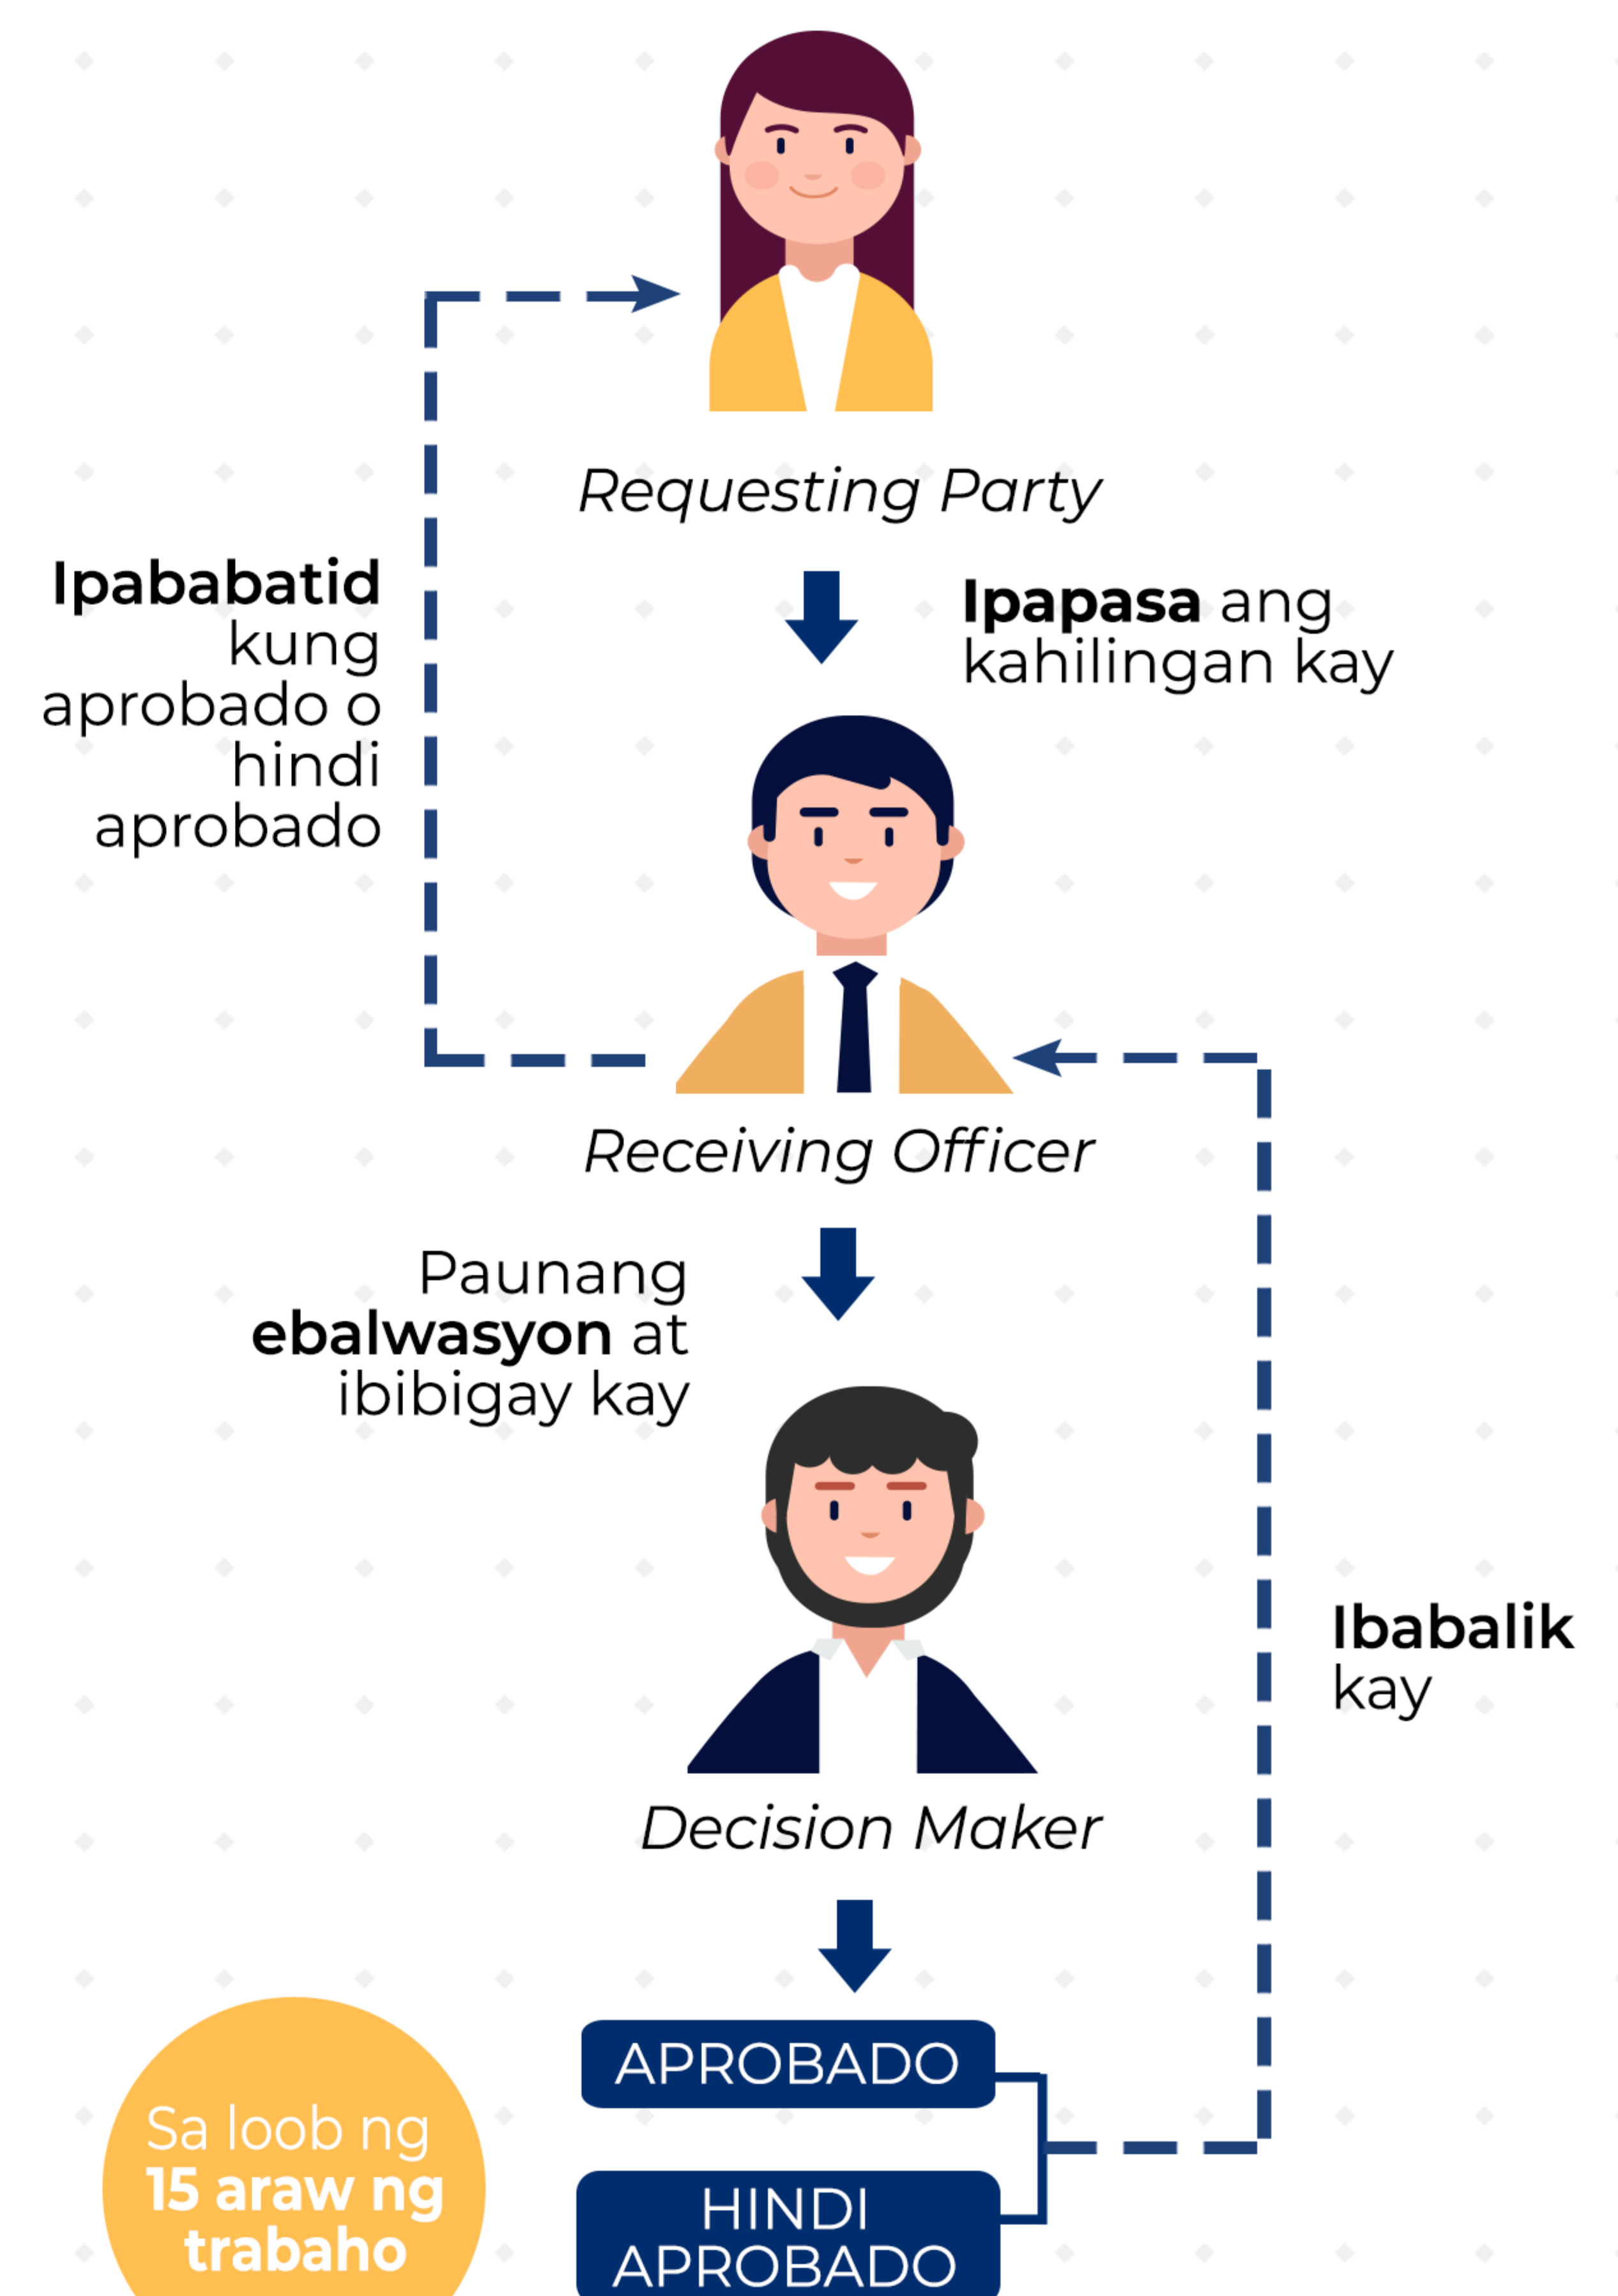 Requesting Party
Ipababatid
kung
aprobado o
hindi
aprobado
Ipapasa ang
kahilingan kay
Receiving Officer
Paunang
ebalwasyon at
ibibigay kay
Decision Maker
Ibabalik
kay
APROBADO
HINDI
APROBADO
Sa loob ng
15 araw ng
trabaho